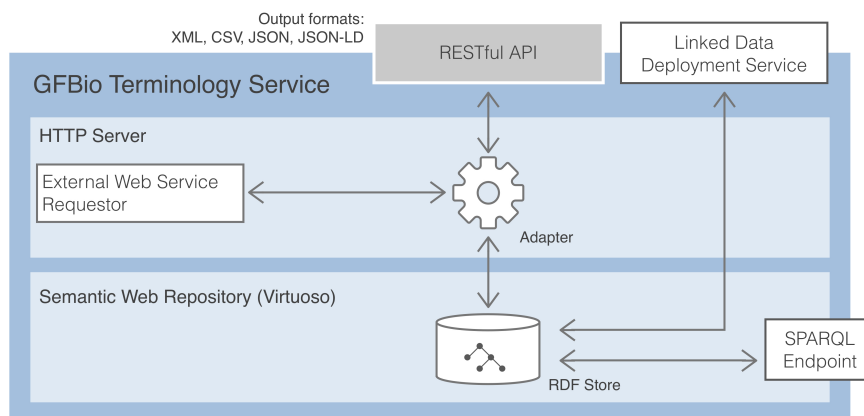 Output formats:
XML, CSV, JSON, JSON-LD
RESTful API
Linked Data
Deployment Service
GFBio Terminology Service
HTTP Server
External Web Service
Requestor
Adapter
Semantic Web Repository (Virtuoso)
SPARQL
Endpoint
RDF Store